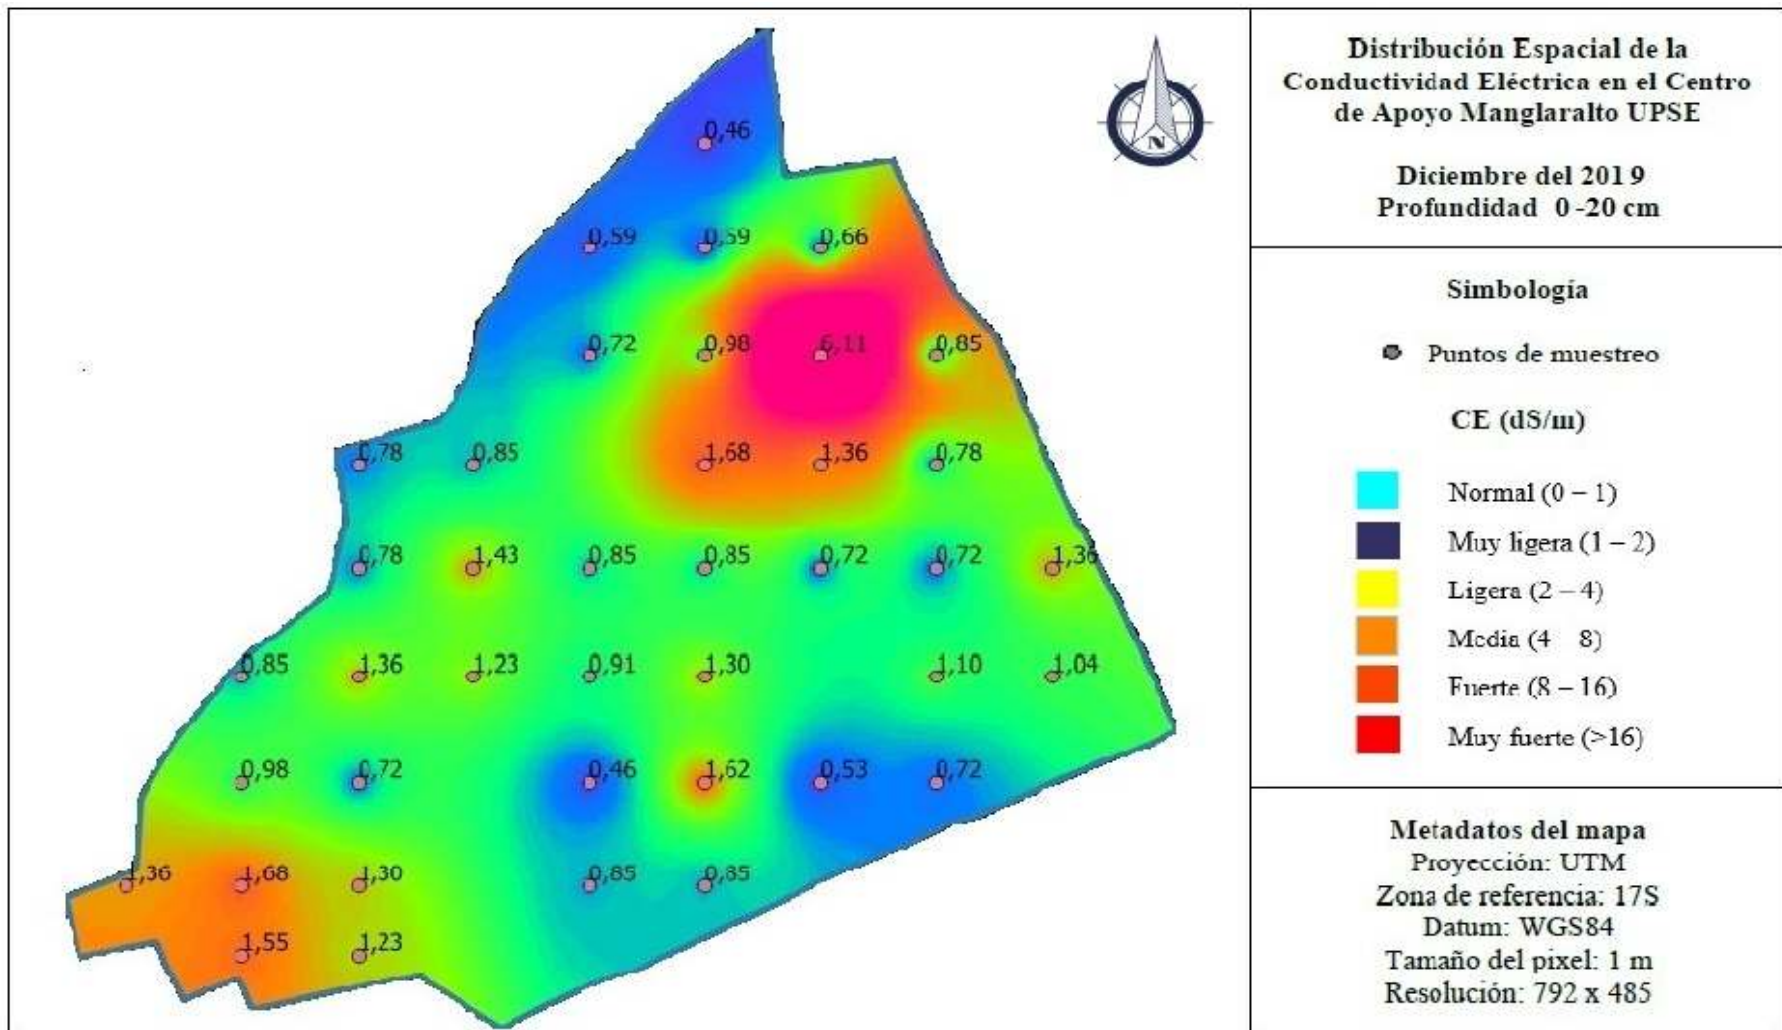 0,46
0,59 0,59 0,66
0,72 0,98 6,11 0,85
0,78 0,85 1,68 1,36 0,78
0,78 1,43 0,85 0,85 0,72 0,72 1,36
0,85 1,36 1,23 0,91 1,30 1,10 1,04
0,98 0,72 0,46 1,62 0,53 0,72
1,36 1,68 1,30 0,85 0,85
1,55 1,23
N
Distribución Espacial de la
Conductividad Eléctrica en el Centro
de Apoyo Manglaralto UPSE
Diciembre del 2019
Profundidad 0-20 cm
Simbología
Puntos de muestreo
CE (dS/m)
Normal (0 – 1)
Muy ligera (1 – 2)
Ligera (2 – 4)
Media (4 8)
Fuerte (8 – 16)
Muy fuerte (>16)
Metadatos del mapa
Proyección: UTM
Zona de referencia: 17S
Datum: WGS84
Tamaño del pixel: 1 m
Resolución: 792 x 485